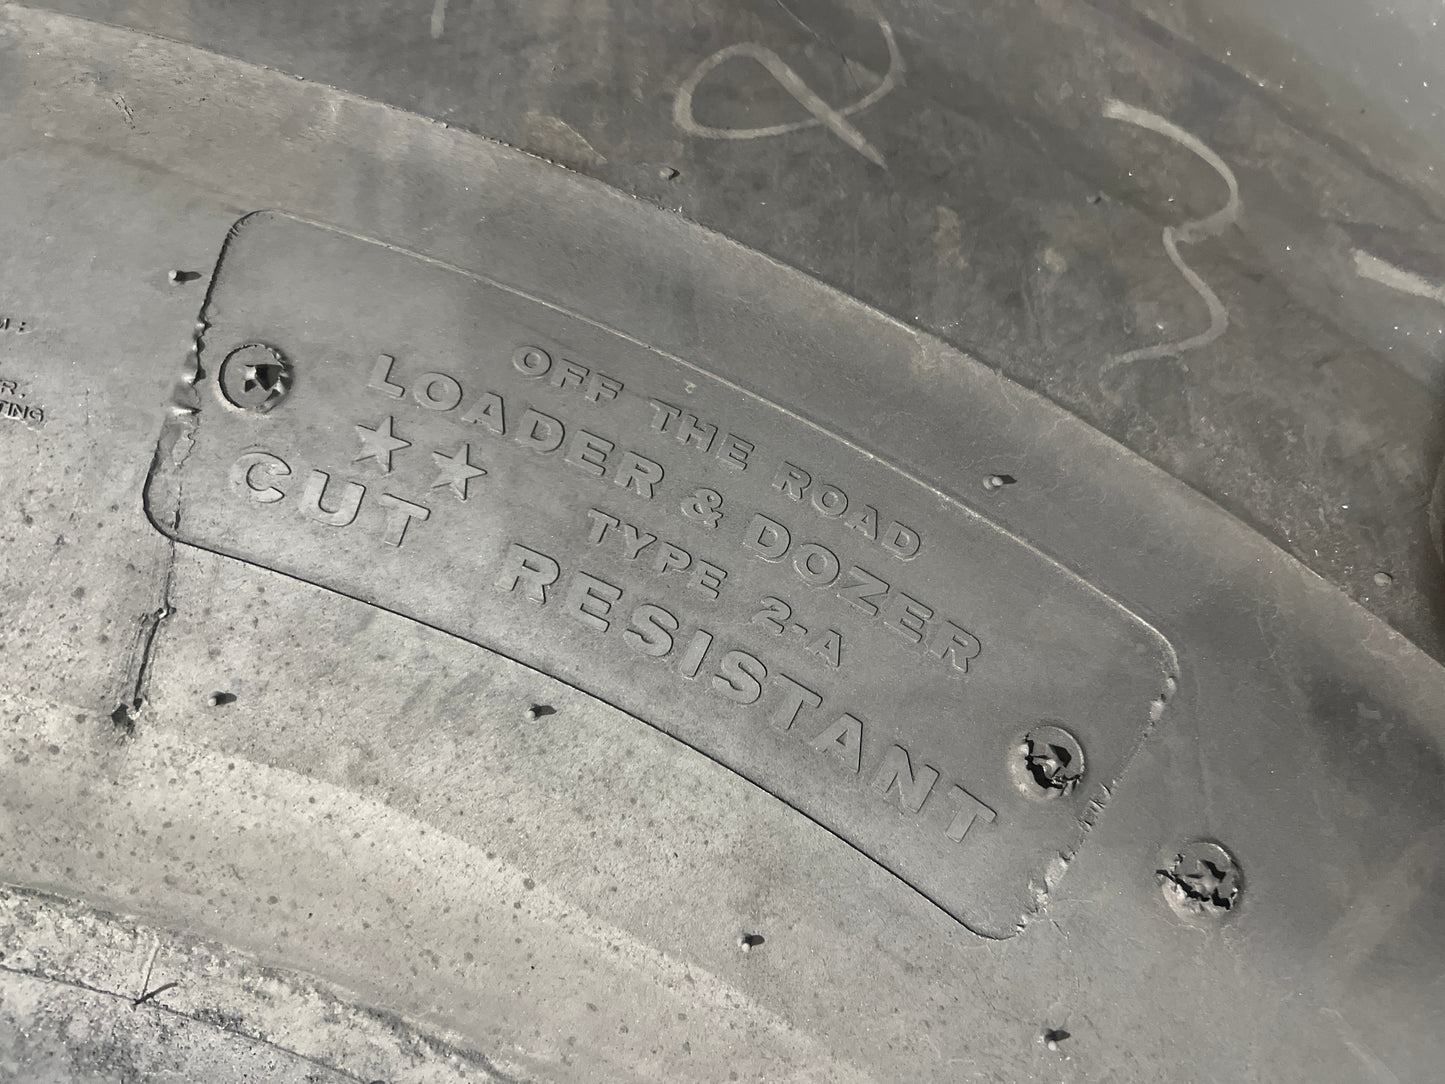 OFF THE ROAD
LOADER & DOZER
★★ TYPE 2-A
CUT RESISTANT